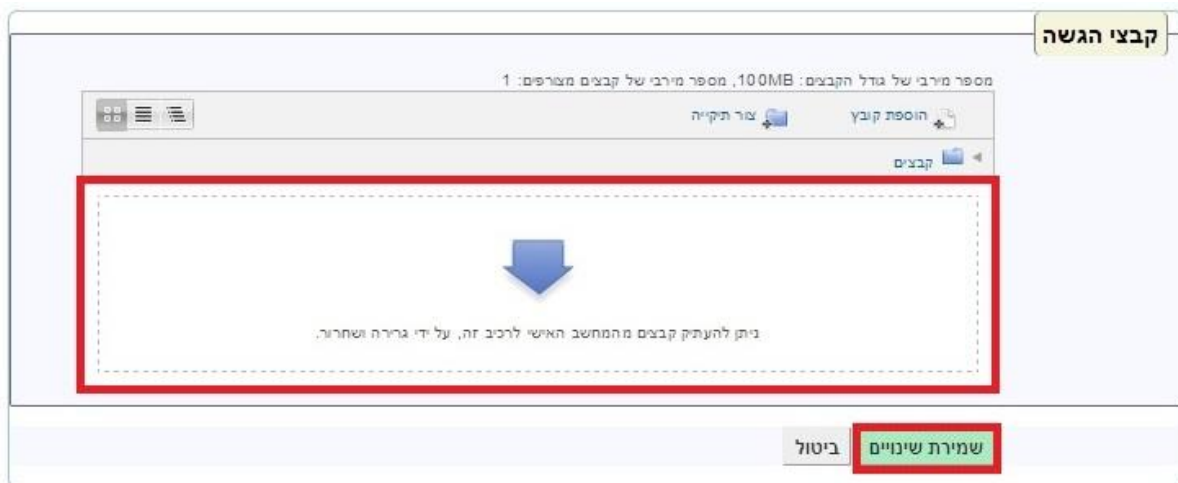 קבצי הגשה
מספר מירבי של גודל הקבצים: 100MB, מספר מירבי של קבצים מצורפים: 1
הוספת קובץ צור תיקייה
קבצים
ניתן להעתיק קבצים מהמחשב האישי לרכיב זה, על ידי גרירה ושחרור.
שמירת שינויים ביטול